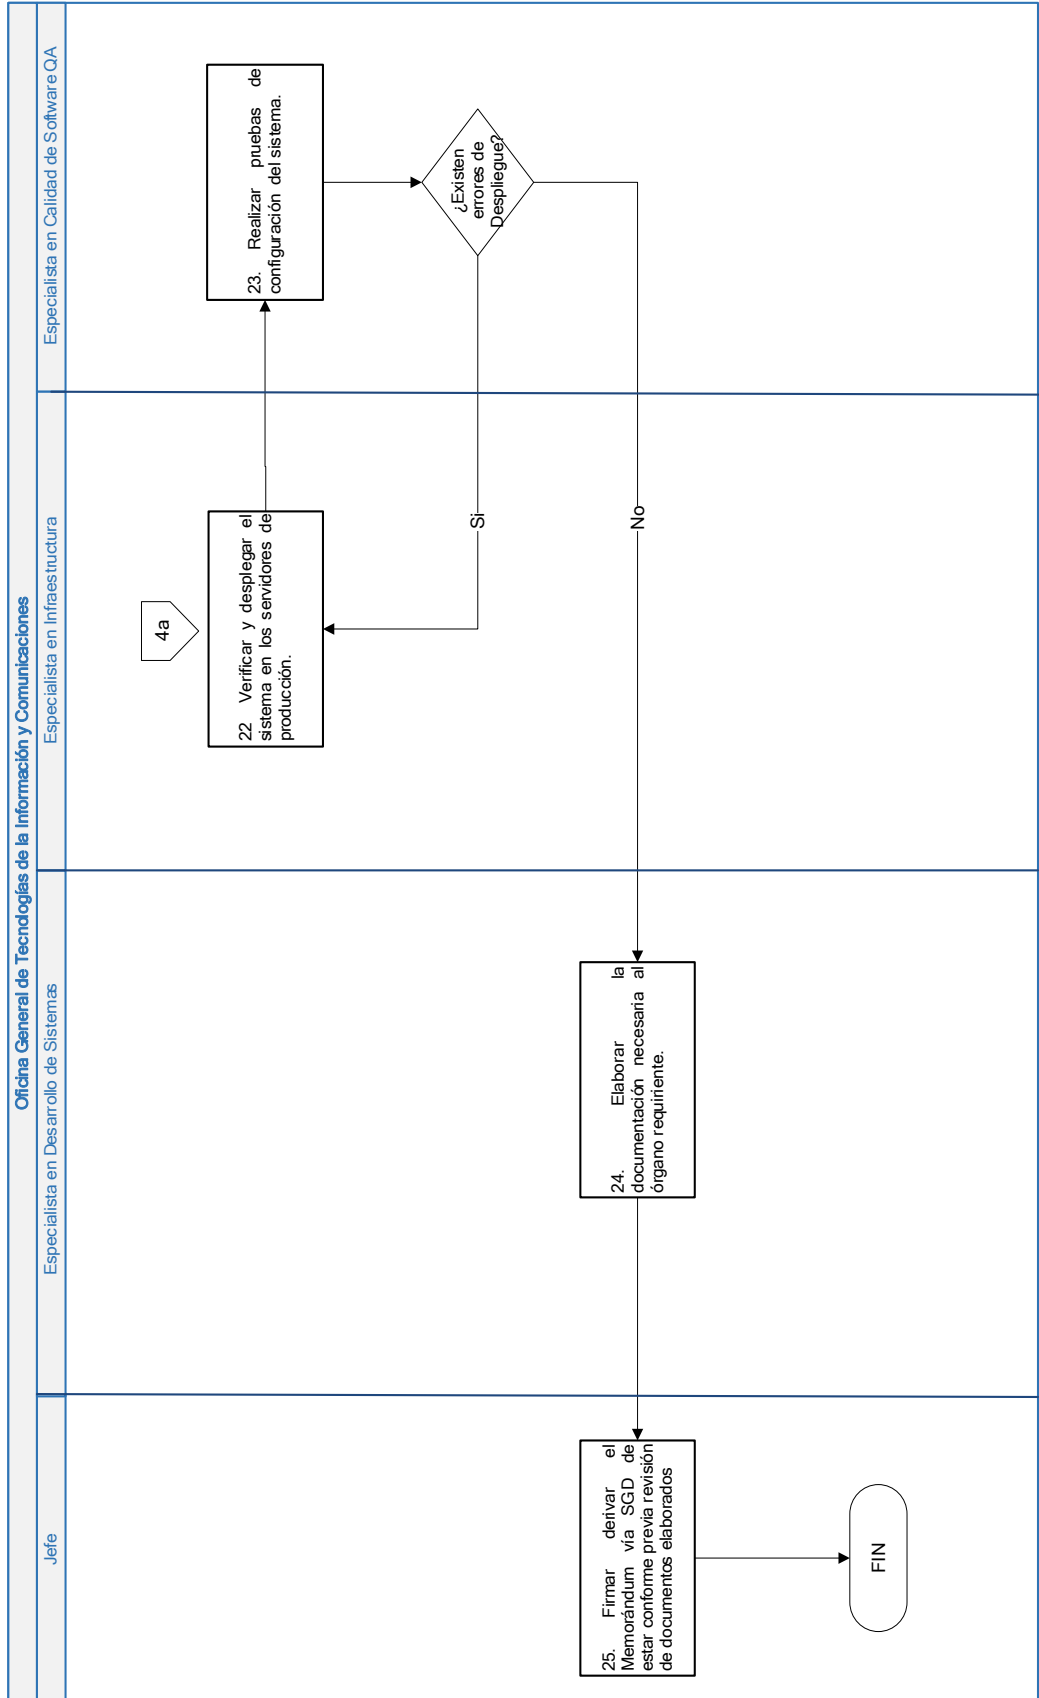 Oficina General de Tecnologías de la Información y Comunicaciones
Jefe
Especialista en Desarrollo de Sistemas
Especialista en Infraestructura
Especialista en Calidad de Software QA
4a
22 Verificar y desplegar el
sistema en los servidores de
producción.
23. Realizar pruebas de
configuración del sistema.
¿Existen
errores de
Despliegue?
Si
No
24. Elaborar la
documentación necesaria al
órgano requiriente.
25. Firmar derivar el
Memorándum vía SGD de
estar conforme previa revisión
de documentos elaborados
FIN